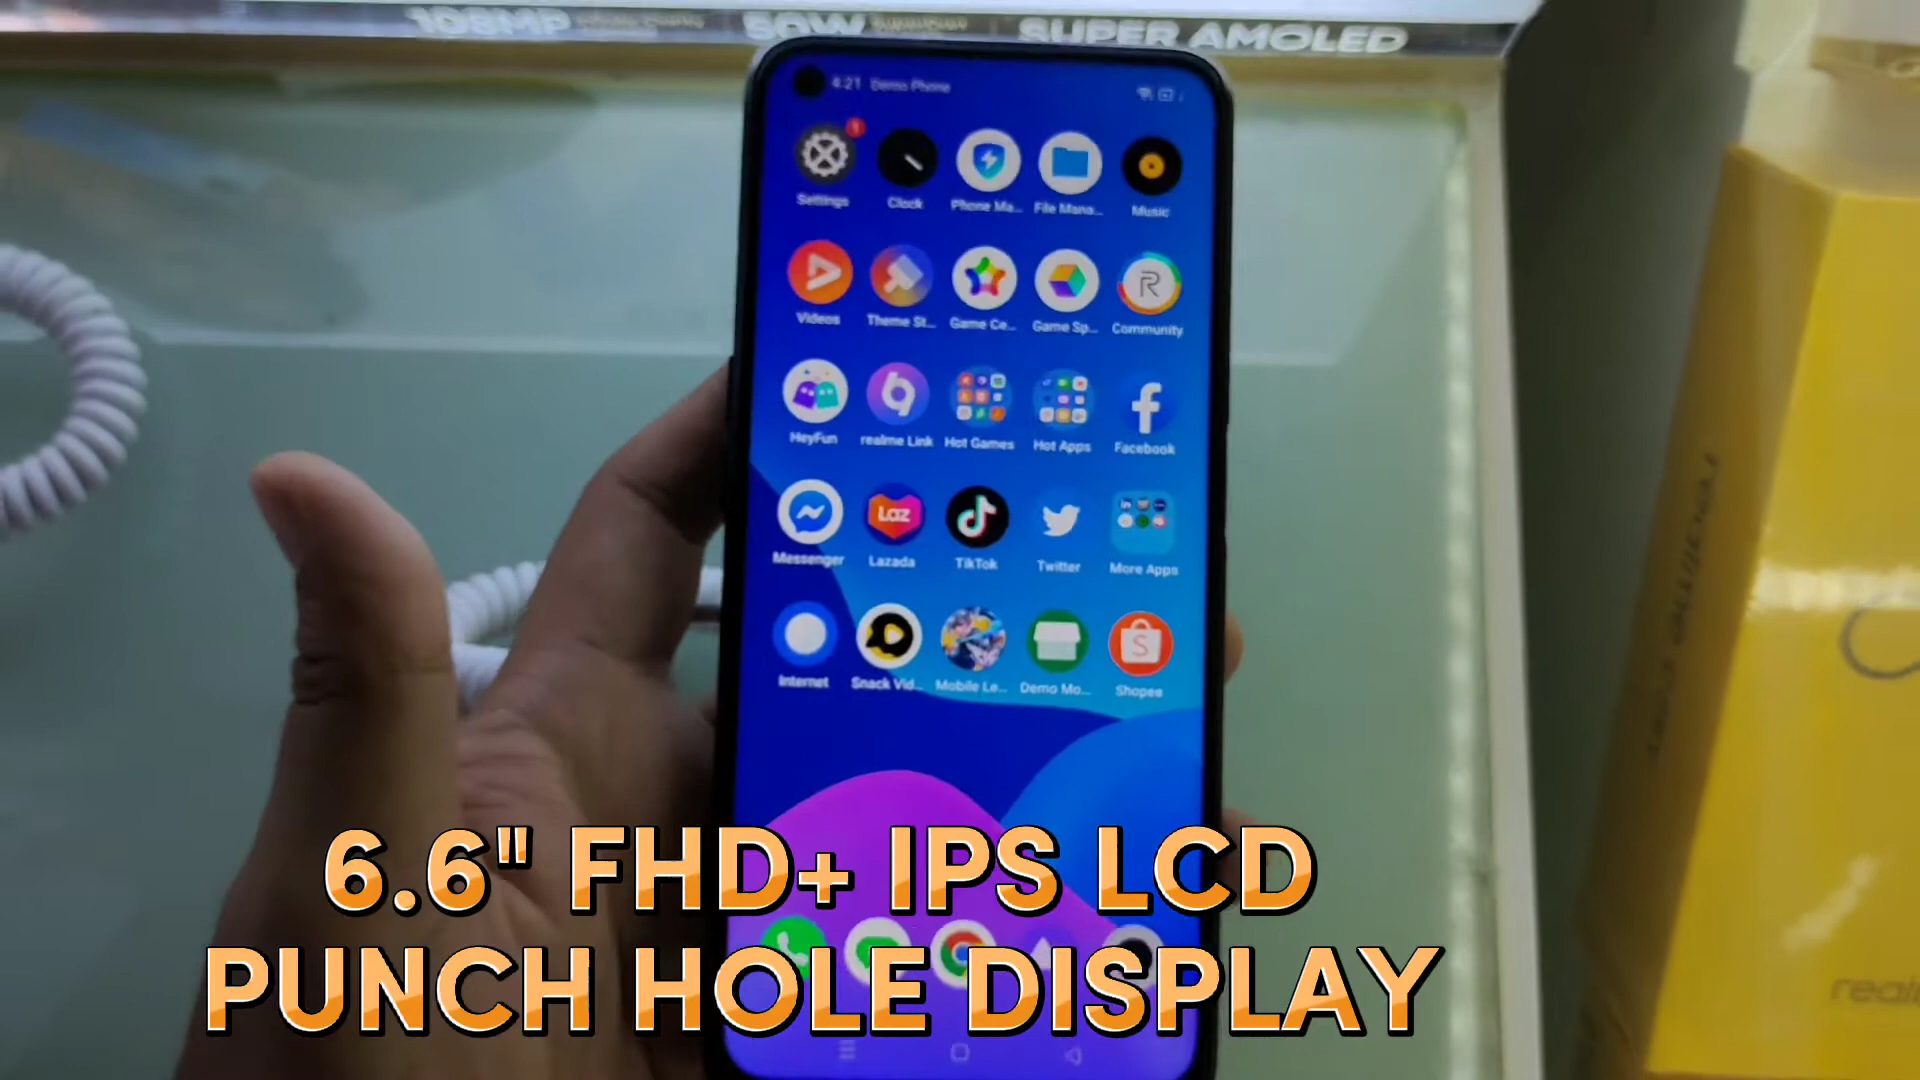 108MP
50W
SUPER AMOLED
4:21 Demo Phone
Settings Clock Phone Ma... File Mana... Music
Videos Theme St... Game Ce... Game Sp... Community
HeyFun realme Link Hot Games Hot Apps Facebook
Laz
Messenger Lazada TikTok Twitter More Apps
Internet Snack Vid... Mobile Le... Demo Mo... Shopee
6.6" FHD+ IPS LCD
PUNCH HOLE DISPLAY